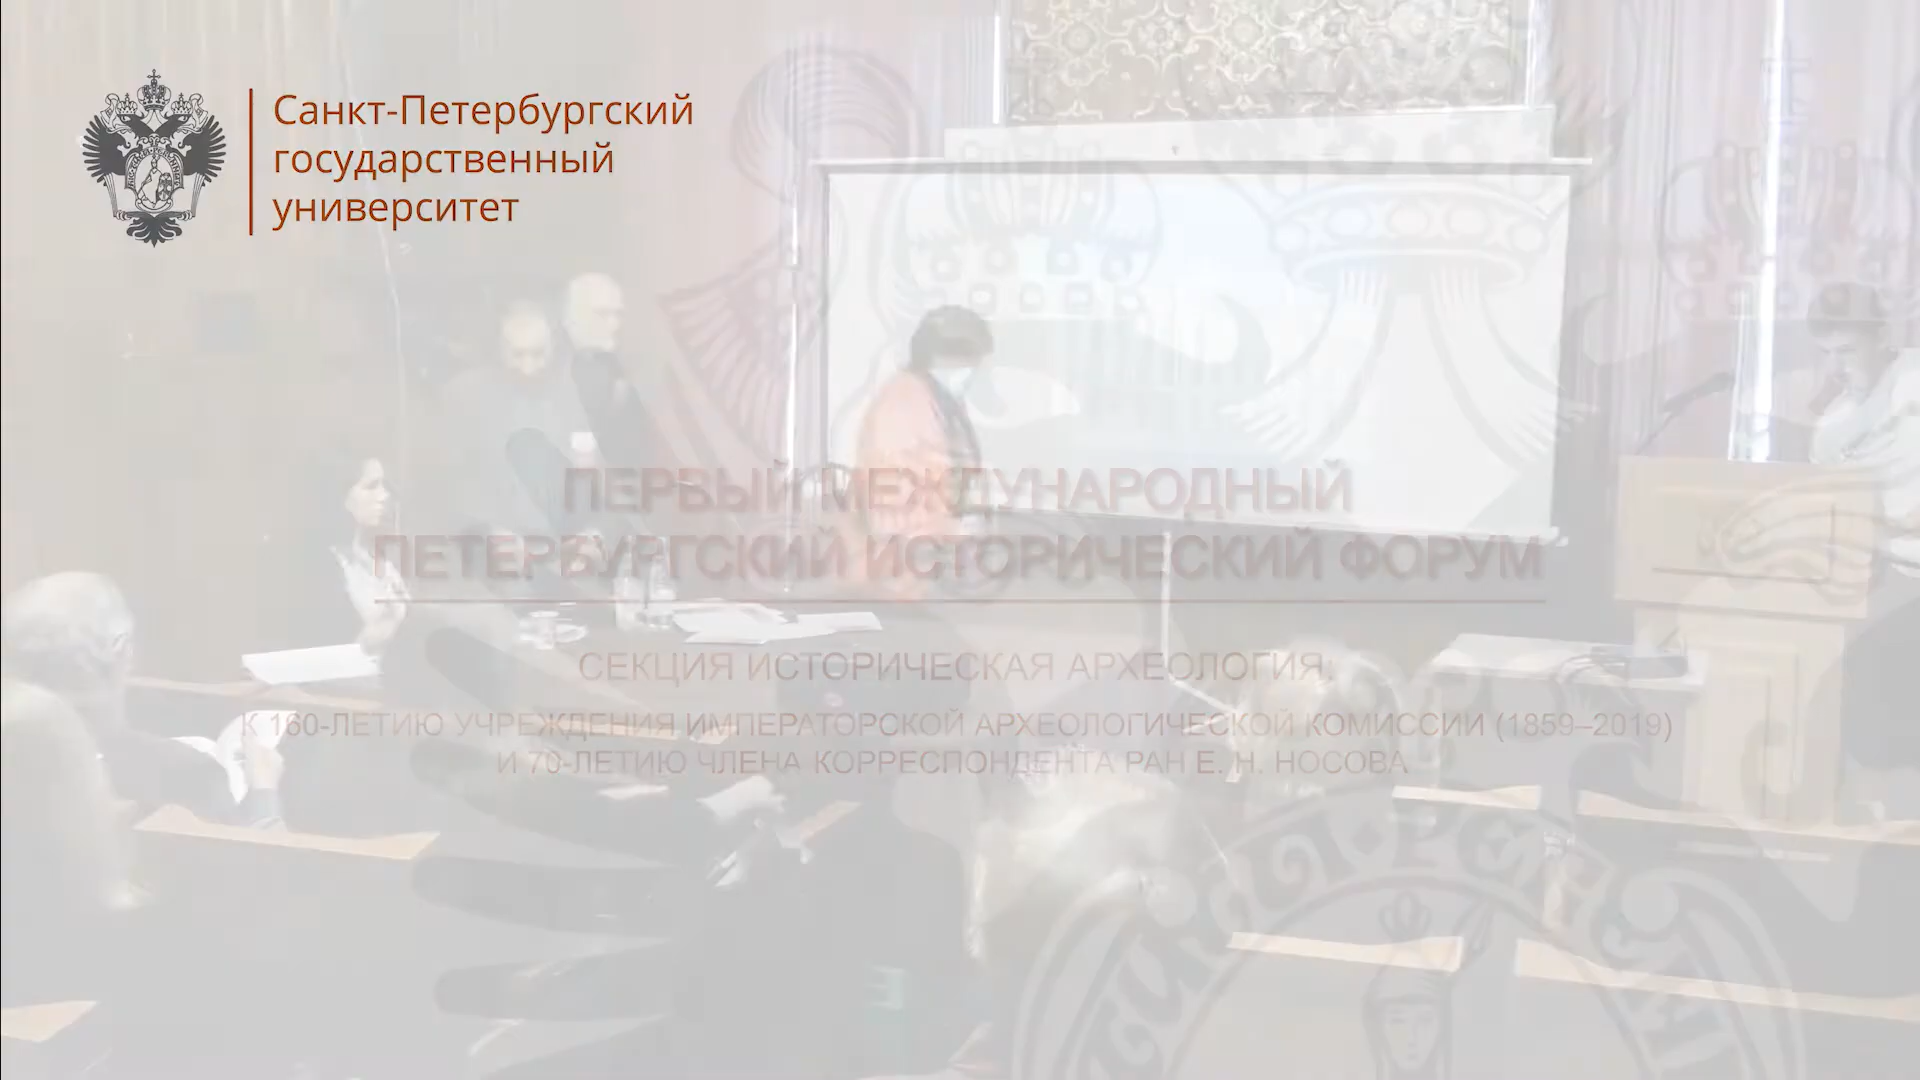 Санкт-Петербургский
государственный
университет
ПЕРВЫЙ МЕЖДУНАРОДНЫЙ
ПЕТЕРБУРГСКИЙ ИСТОРИЧЕСКИЙ ФОРУМ
СЕКЦИЯ ИСТОРИЧЕСКАЯ АРХЕОЛОГИЯ:
К 160-ЛЕТИЮ УЧРЕЖДЕНИЯ ИМПЕРАТОРСКОЙ АРХЕОЛОГИЧЕСКОЙ КОМИССИИ (1859–2019)
И 70-ЛЕТИЮ ЧЛЕНА КОРРЕСПОНДЕНТА РАН Е. Н. НОСОВА